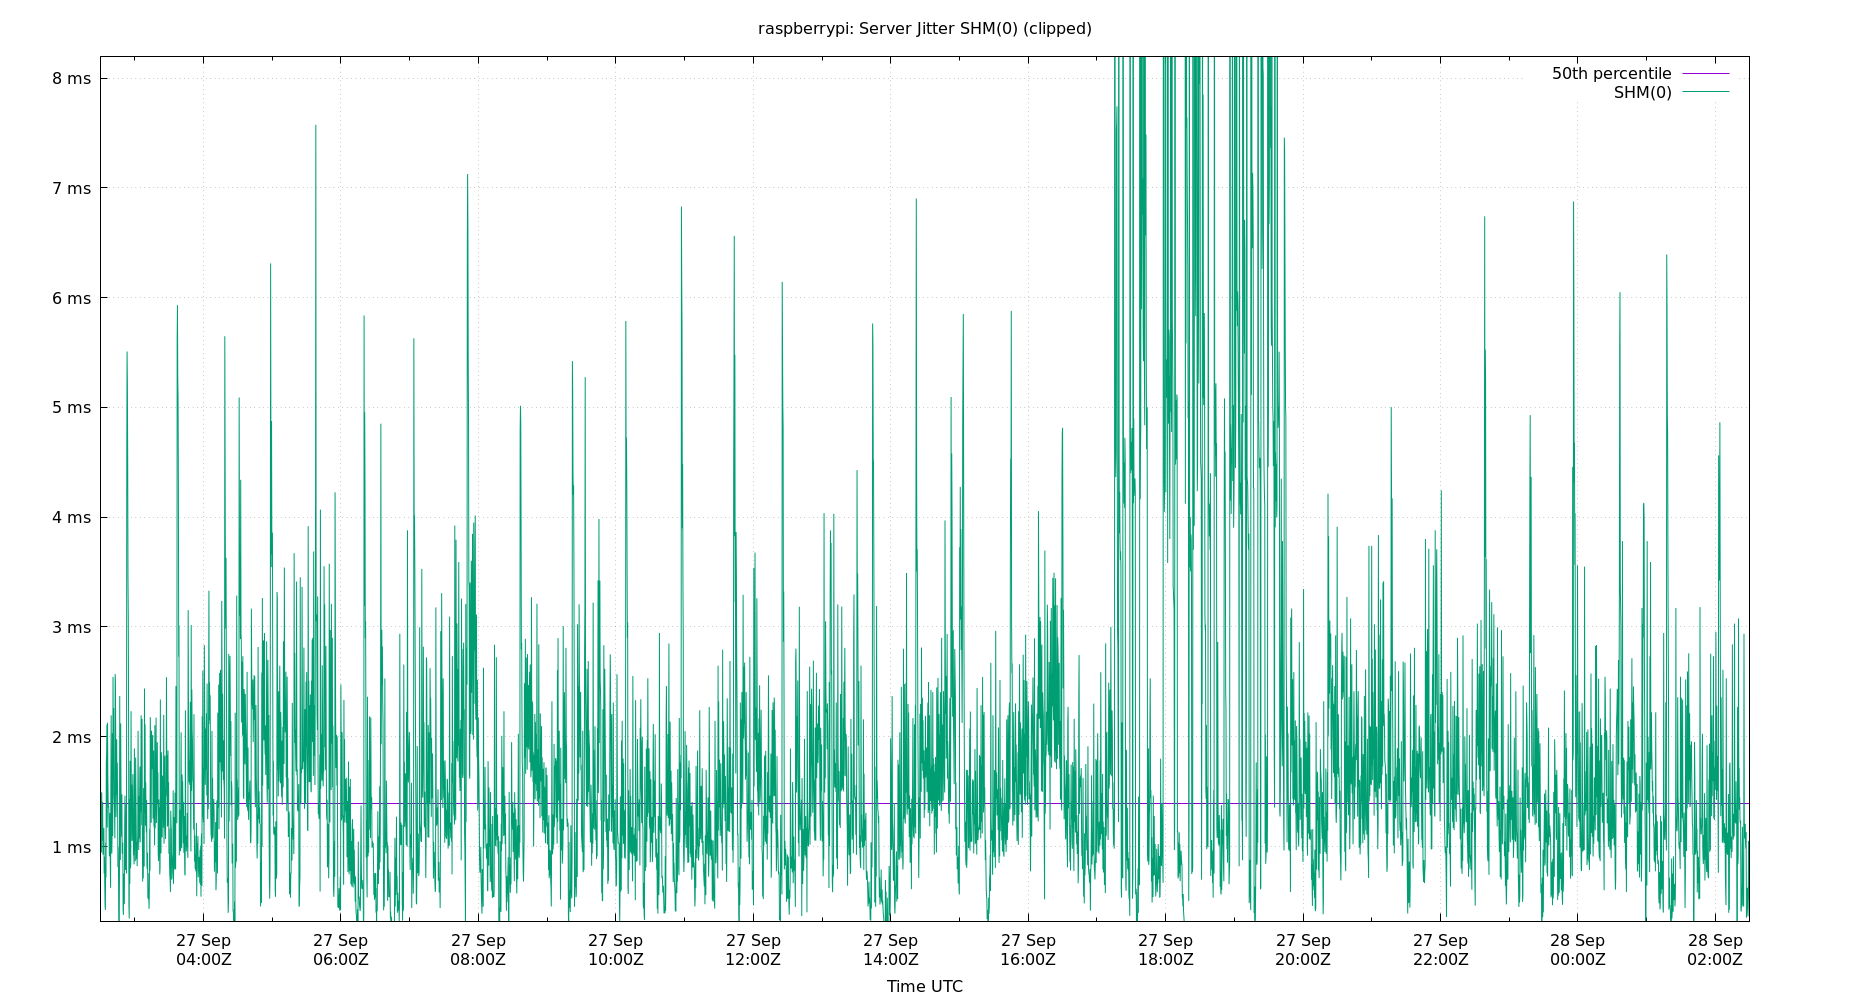 raspberrypi: Server Jitter SHM(0) (clipped)
50th percentile
SHM(0)
8 ms
7 ms
6 ms
5 ms
4 ms
3 ms
2 ms
1 ms
27 Sep 27 Sep 27 Sep 27 Sep 27 Sep 27 Sep 27 Sep 27 Sep 27 Sep 27 Sep 28 Sep 28 Sep
04:00Z 06:00Z 08:00Z 10:00Z 12:00Z 14:00Z 16:00Z 18:00Z 20:00Z 22:00Z 00:00Z 02:00Z
Time UTC